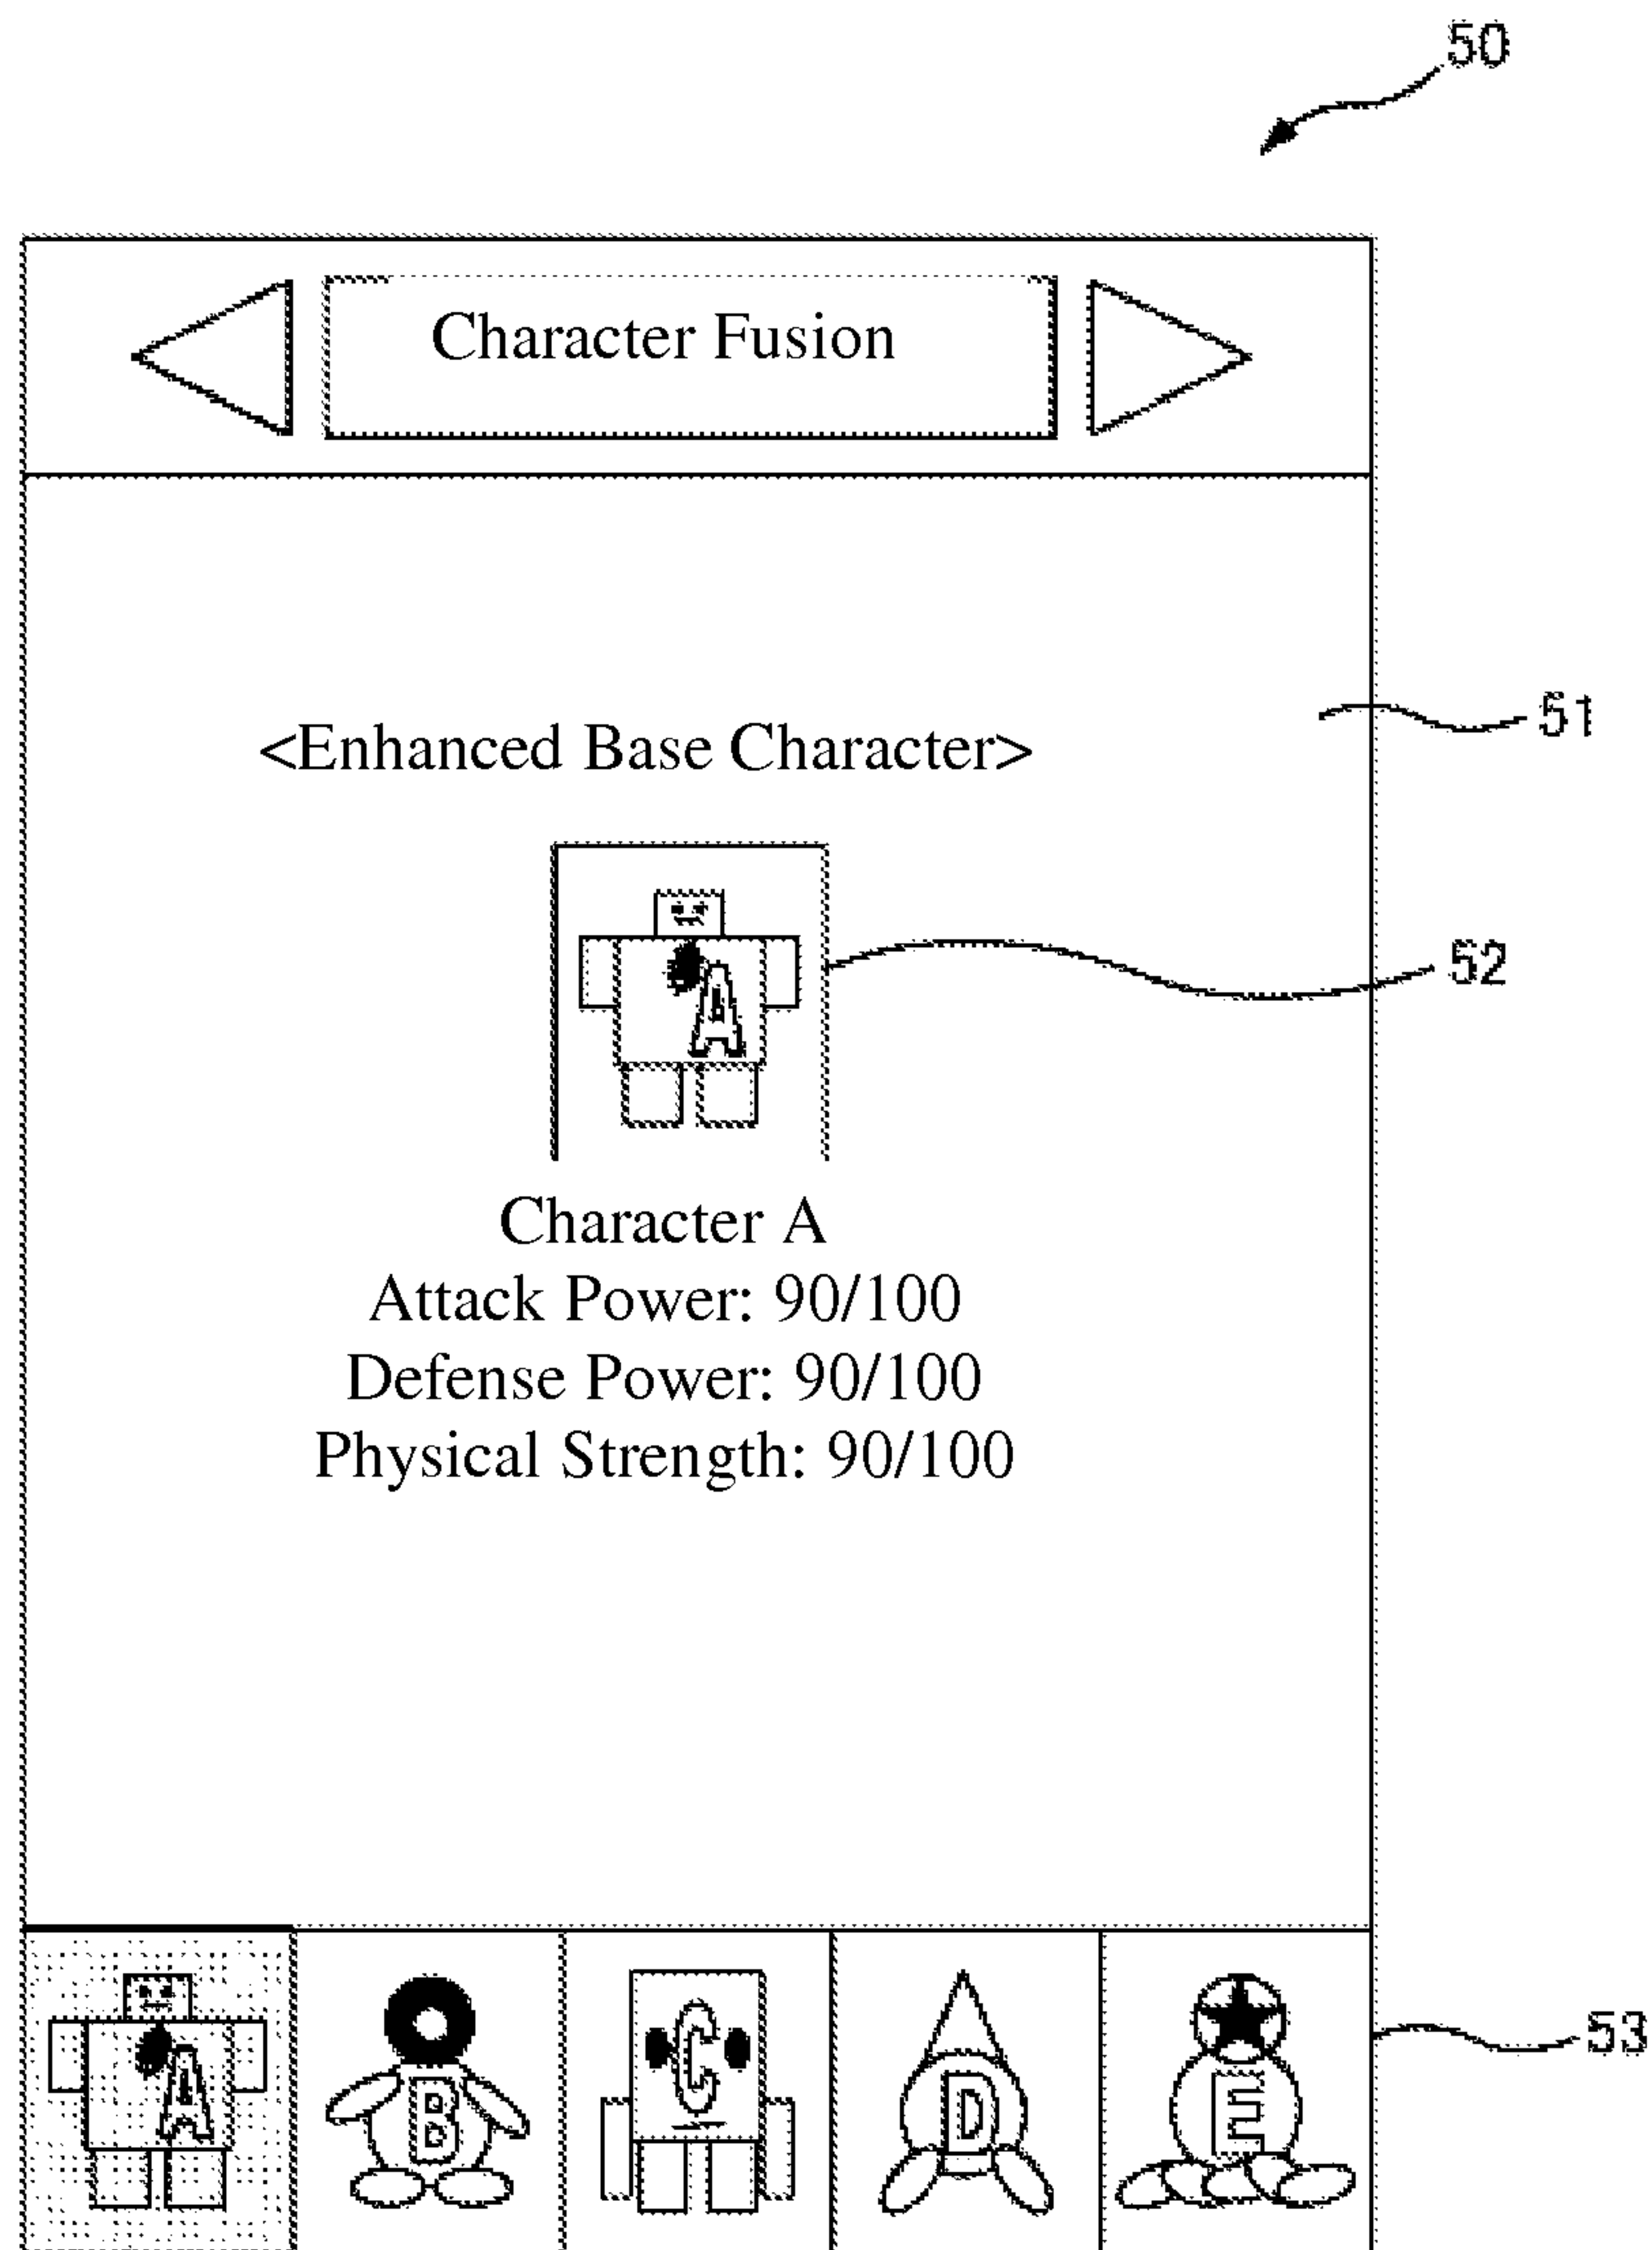 50
Character Fusion
51
<Enhanced Base Character>
52
A
Character A
Attack Power: 90/100
Defense Power: 90/100
Physical Strength: 90/100
53
A B C D E